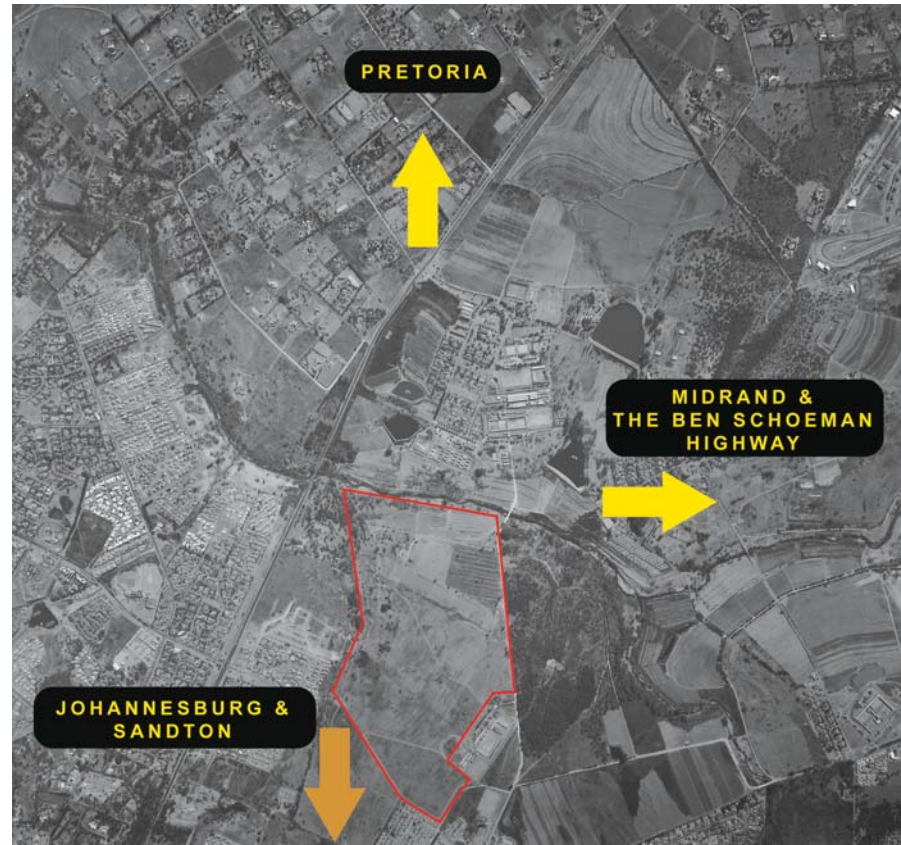 PRETORIA
MIDRAND &
THE BEN SCHOEMAN
HIGHWAY
JOHANNESBURG &
SANDTON